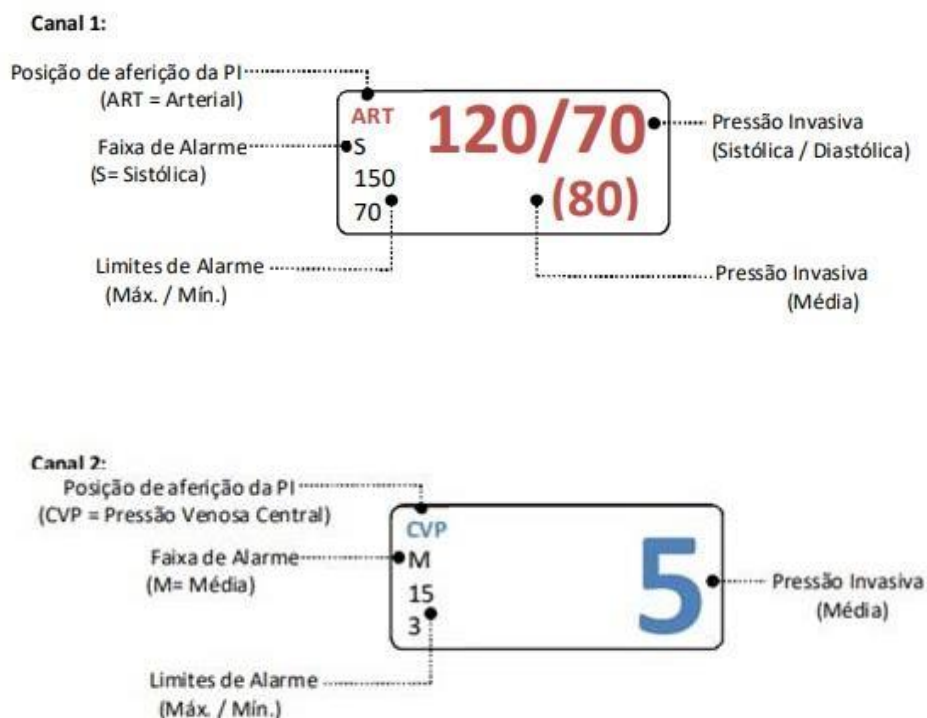 Canal 1:
Posição de aferição da PI
(ART = Arterial)
Faixa de Alarme
(S= Sistólica)
Limites de Alarme
(Máx. / Mín.)
ART
S
150
70
120/70
(80)
Pressão Invasiva
(Sistólica / Diastólica)
Pressão Invasiva
(Média)
Canal 2:
Posição de aferição da PI
(CVP = Pressão Venosa Central)
Faixa de Alarme
(M= Média)
Limites de Alarme
(Máx. / Mín.)
CVP
M
15
3
5
Pressão Invasiva
(Média)